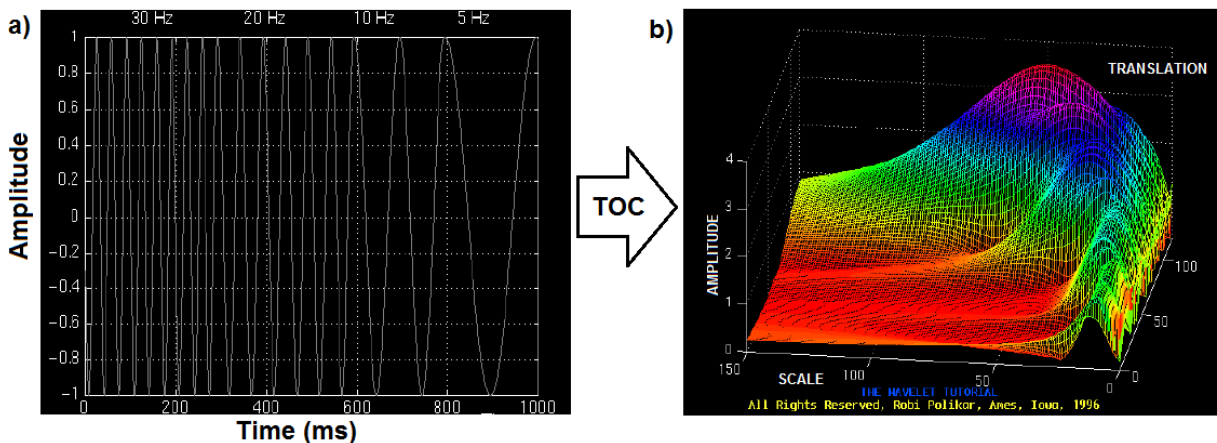 a)
30 Hz 20 Hz 10 Hz 5 Hz
1
0.8
0.6
0.4
0.2
0
-0.2
-0.4
-0.6
-0.8
-1
0 200 400 600 800 1000
Amplitude
Time (ms)
TOC
b)
TRANSLATION
4
3
2
1
0
AMPLITUDE
150 100 50 0
SCALE
0 50 100
THE WAVELET TUTORIAL
All Rights Reserved, Robi Polikar, Ames, Iowa, 1996